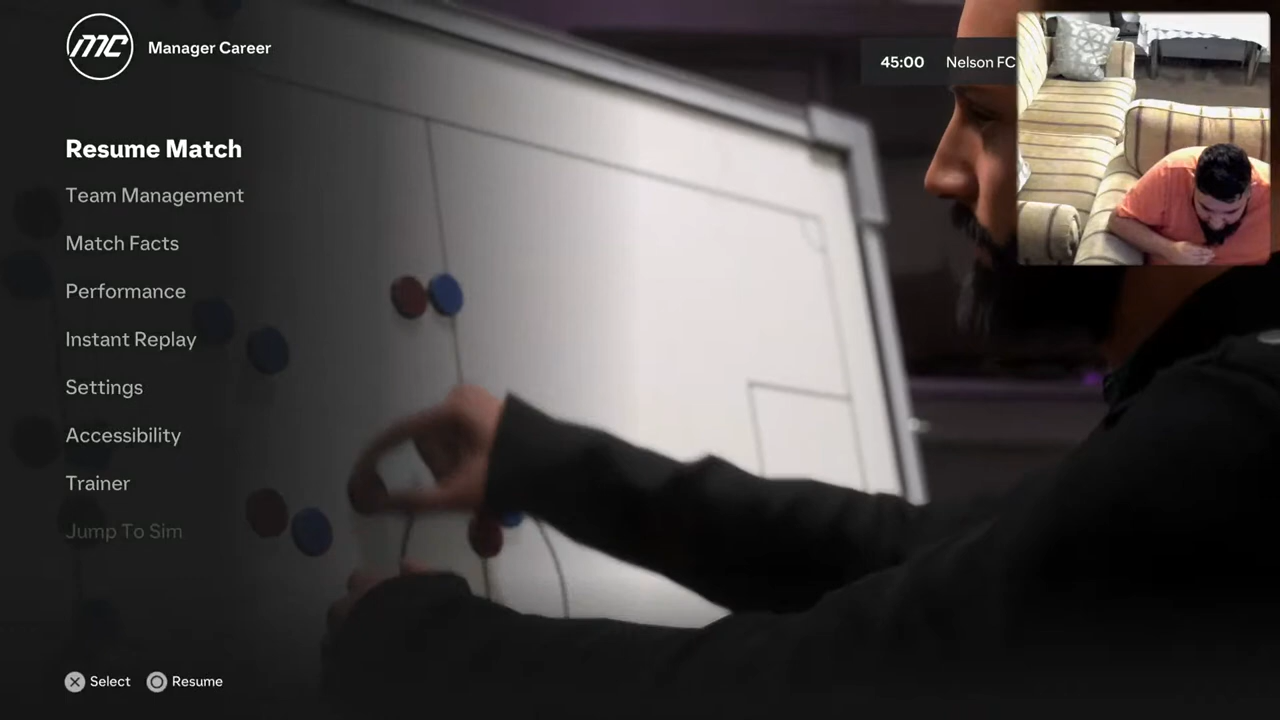 MC Manager Career
45:00 Nelson FC
Resume Match
Team Management
Match Facts
Performance
Instant Replay
Settings
Accessibility
Trainer
Jump To Sim
Select Resume